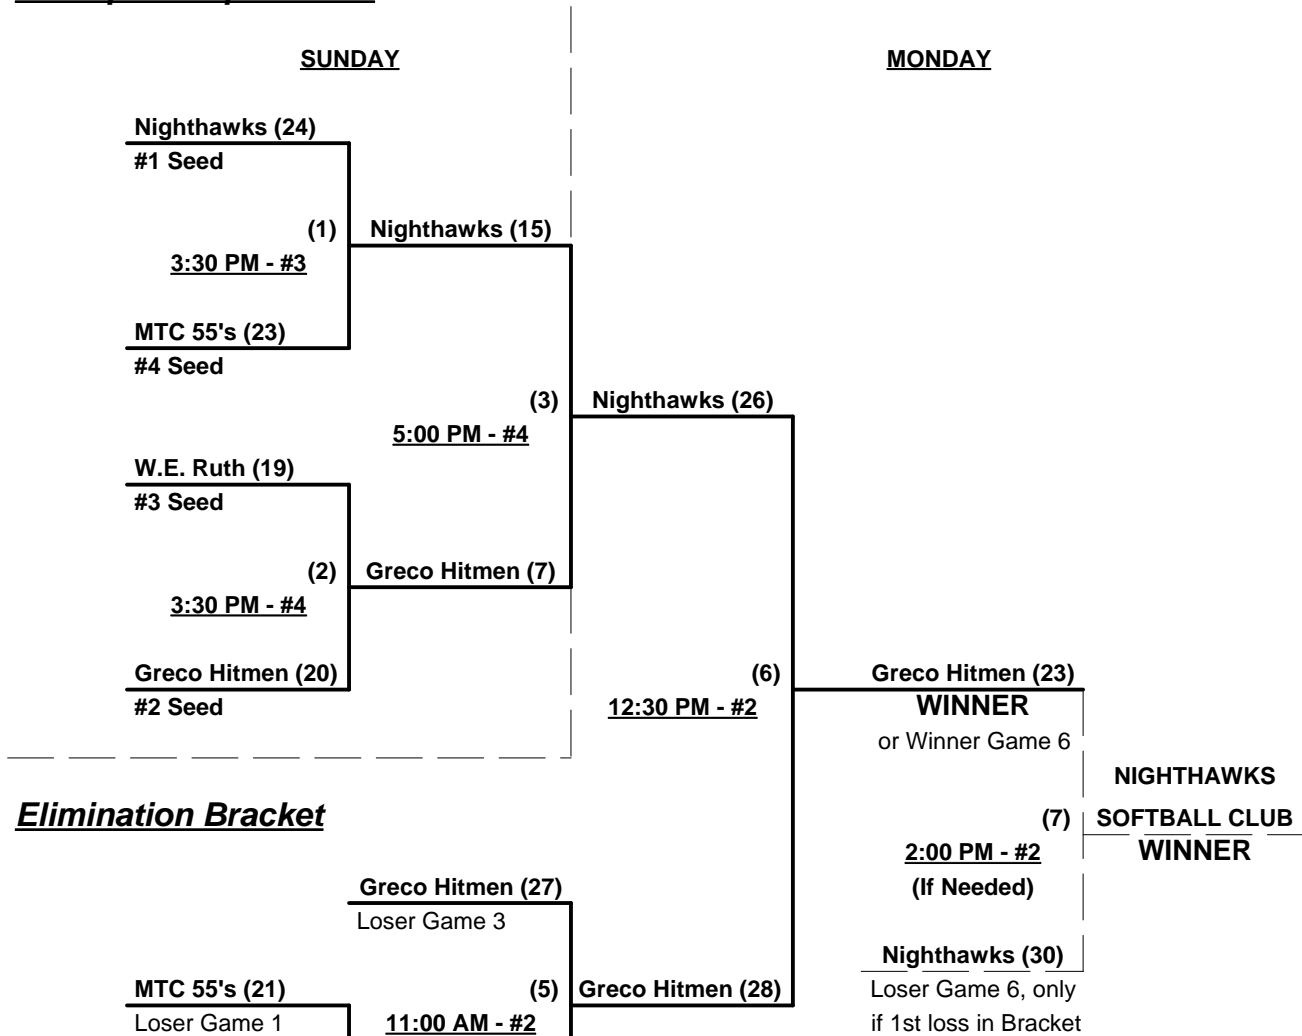 SUNDAY
MONDAY
Nighthawks (24)
#1 Seed
(1)
Nighthawks (15)
3:30 PM - #3
MTC 55's (23)
#4 Seed
(3)
Nighthawks (26)
5:00 PM - #4
W.E. Ruth (19)
#3 Seed
(2)
Greco Hitmen (7)
3:30 PM - #4
Greco Hitmen (20)
#2 Seed
(6)
Greco Hitmen (23)
12:30 PM - #2
WINNER
or Winner Game 6
NIGHTHAWKS
Elimination Bracket
(7)
SOFTBALL CLUB
2:00 PM - #2
WINNER
(If Needed)
Greco Hitmen (27)
Loser Game 3
Nighthawks (30)
MTC 55's (21)
(5)
Greco Hitmen (28)
Loser Game 6, only
Loser Game 1
11:00 AM - #2
if 1st loss in Bracket